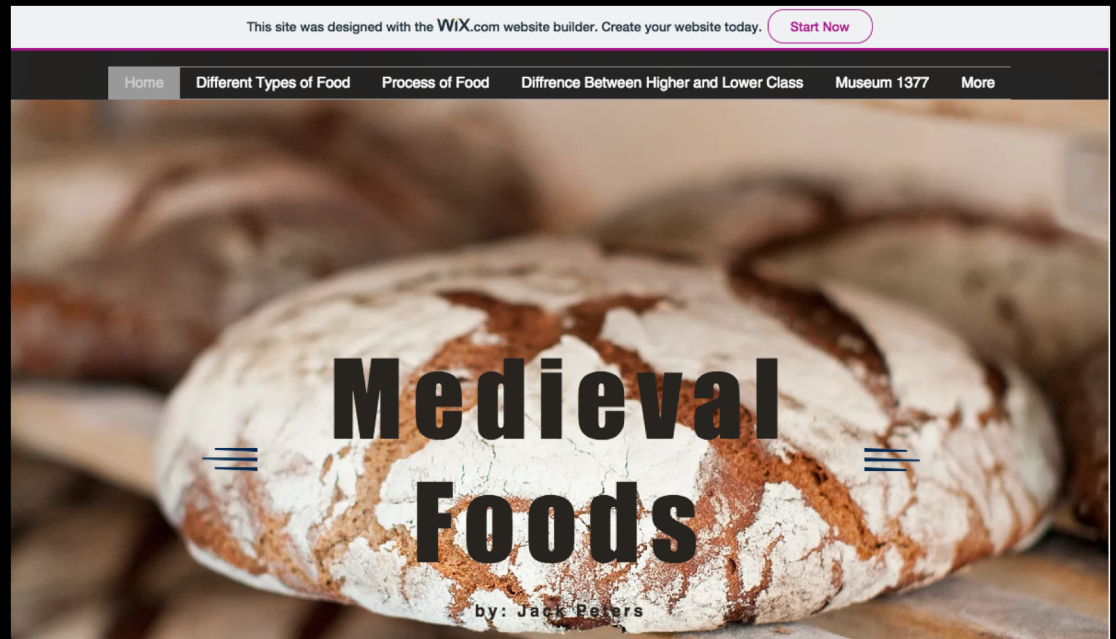 This site was designed with the WiX.com website builder. Create your website today. Start Now
Home Different Types of Food Process of Food Diffrence Between Higher and Lower Class Museum 1377 More
Medieval
Foods
by: Jack Peters